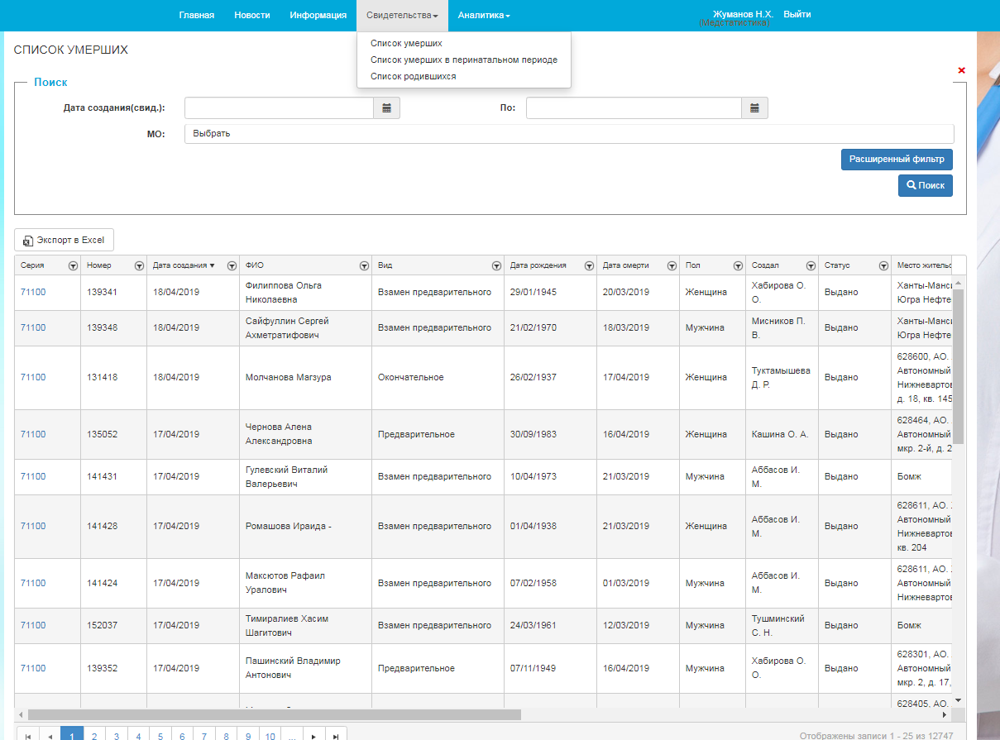 Главная Новости Информация Свидетельства Аналитика Жуманов Н.Х. Выйти
(Медстатистике)
СПИСОК УМЕРШИХ
Список умерших
Список умерших в перинатальном периоде
Список родившихся
Поиск
Дата создания(свид.): По:
МО: Выбрать
Расширенный фильтр
Поиск
Экспорт в Excel
Серия Номер Дата создания ФИО Вид Дата рождения Дата смерти Пол Создал Статус Место жительс
71100 139341 18/04/2019 Филиппова Ольга Николаевна Взамен предварительного 29/01/1945 20/03/2019 Женщина Хабирова О. О. Выдано Ханты-Манси Югра Нефте
71100 139348 18/04/2019 Сайфуллин Сергей Ахметратифович Взамен предварительного 21/02/1970 18/03/2019 Мужчина Мисников П. В. Выдано Ханты-Манси Югра Нефте
71100 131418 18/04/2019 Молчанова Магзура Окончательное 26/02/1937 17/04/2019 Женщина Туктамышева Д. Р. Выдано 628600, АО. Автономный Нижневартов д. 18, кв. 145
71100 135052 17/04/2019 Чернова Алена Александровна Предварительное 30/09/1983 16/04/2019 Женщина Кашина О. А. Выдано 628464, АО. Автономный мкр. 2-й, д. 2
71100 141431 17/04/2019 Гулевский Виталий Валерьевич Взамен предварительного 10/04/1973 21/03/2019 Мужчина Аббасов И. М. Выдано Бомж
71100 141428 17/04/2019 Ромашова Ираида - Взамен предварительного 01/04/1938 21/03/2019 Женщина Аббасов И. М. Выдано 628611, АО. Автономный Нижневартов кв. 204
71100 141424 17/04/2019 Максютов Рафаил Уралович Взамен предварительного 07/02/1958 01/03/2019 Мужчина Аббасов И. М. Выдано 628611, АО. Автономный Нижневартов
71100 152037 17/04/2019 Тимиралиев Хасим Шагитович Взамен предварительного 24/03/1961 12/03/2019 Мужчина Тушминский С. Н. Выдано Бомж
71100 139352 17/04/2019 Пашинский Владимир Антонович Предварительное 07/11/1949 16/04/2019 Мужчина Хабирова О. О. Выдано 628301, АО. Автономный мкр. 2, д. 17,
628405, АО.
1 2 3 4 5 6 7 8 9 10 ... Отображены записи 1 - 25 из 12747